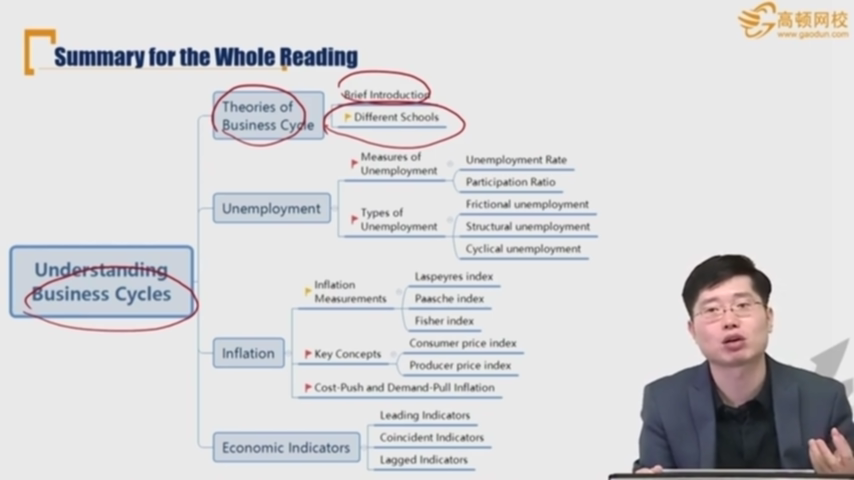 高顿网校
www.gaodun.com
Summary for the Whole Reading
Understanding
Business Cycles
Theories of
Business Cycle
Brief Introduction
Different Schools
Unemployment
Measures of
Unemployment
Unemployment Rate
Participation Ratio
Types of
Unemployment
Frictional unemployment
Structural unemployment
Cyclical unemployment
Inflation
Inflation
Measurements
Laspeyres index
Paasche index
Fisher index
Key Concepts
Consumer price index
Producer price index
Cost-Push and Demand-Pull Inflation
Economic Indicators
Leading Indicators
Coincident Indicators
Lagged Indicators